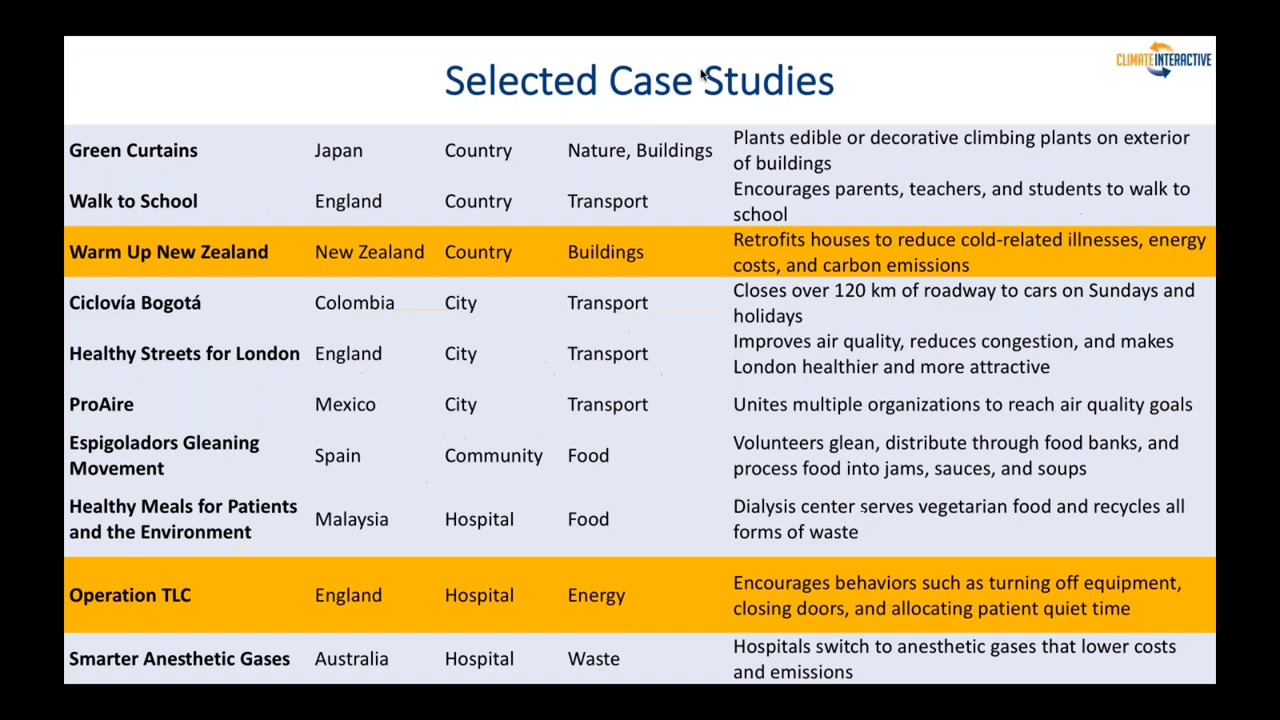 CLIMATEINTERACTIVE
Selected Case Studies
Green Curtains Japan Country Nature, Buildings Plants edible or decorative climbing plants on exterior
of buildings
Walk to School England Country Transport Encourages parents, teachers, and students to walk to
school
Warm Up New Zealand New Zealand Country Buildings Retrofits houses to reduce cold-related illnesses, energy
costs, and carbon emissions
Ciclovía Bogotá Colombia City Transport Closes over 120 km of roadway to cars on Sundays and
holidays
Healthy Streets for London England City Transport Improves air quality, reduces congestion, and makes
London healthier and more attractive
ProAire Mexico City Transport Unites multiple organizations to reach air quality goals
Espigoladors Gleaning
Movement Spain Community Food Volunteers glean, distribute through food banks, and
process food into jams, sauces, and soups
Healthy Meals for Patients
and the Environment Malaysia Hospital Food Dialysis center serves vegetarian food and recycles all
forms of waste
Operation TLC England Hospital Energy Encourages behaviors such as turning off equipment,
closing doors, and allocating patient quiet time
Smarter Anesthetic Gases Australia Hospital Waste Hospitals switch to anesthetic gases that lower costs
and emissions